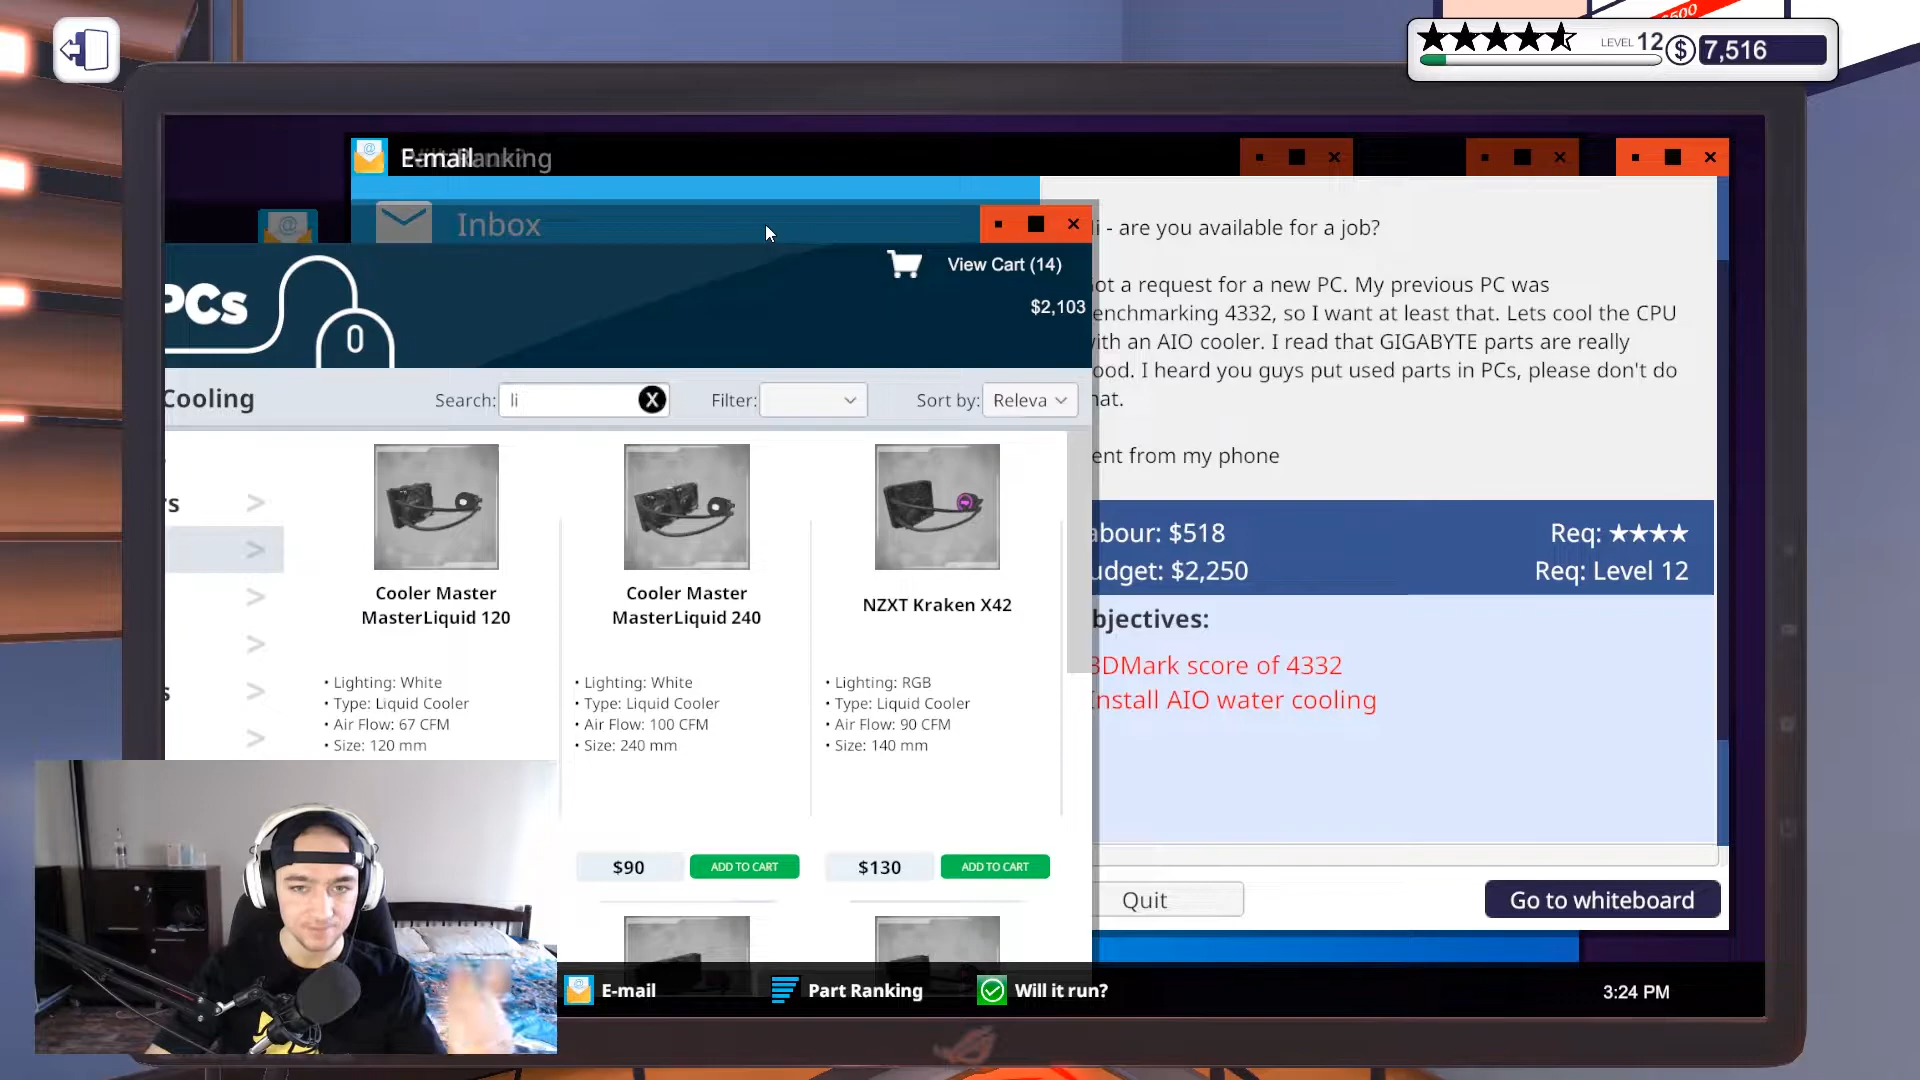 $500
LEVEL 12
$ 7,516
E-mail
Inbox
View Cart (14)
PCs
$2,103
Cooling
Search: li
Filter:
Sort by: Releva
i - are you available for a job?
ot a request for a new PC. My previous PC was
enchmarking 4332, so I want at least that. Lets cool the CPU
ith an AIO cooler. I read that GIGABYTE parts are really
ood. I heard you guys put used parts in PCs, please don't do
hat.
ent from my phone
Cooler Master
MasterLiquid 120
• Lighting: White
• Type: Liquid Cooler
• Air Flow: 67 CFM
• Size: 120 mm
Cooler Master
MasterLiquid 240
• Lighting: White
• Type: Liquid Cooler
• Air Flow: 100 CFM
• Size: 240 mm
$90 ADD TO CART
NZXT Kraken X42
• Lighting: RGB
• Type: Liquid Cooler
• Air Flow: 90 CFM
• Size: 140 mm
$130 ADD TO CART
abour: $518
Req: ★★★★
udget: $2,250
Req: Level 12
bjectives:
3DMark score of 4332
Install AIO water cooling
Quit
Go to whiteboard
E-mail
Part Ranking
Will it run?
3:24 PM